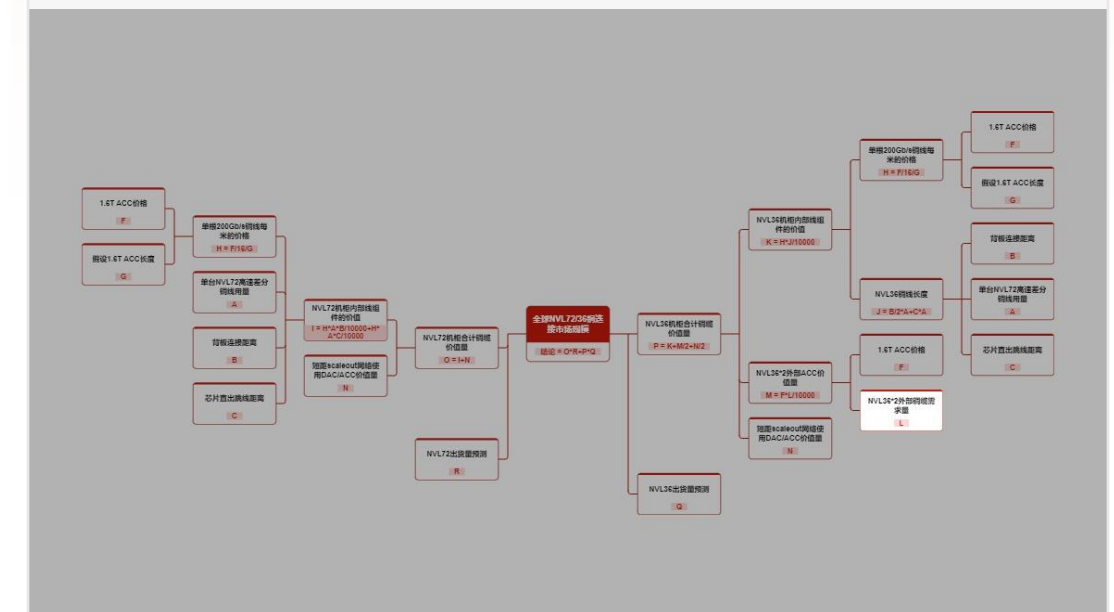 1.6T ACC价格
F
假设1.6T ACC长度
G
单根200Gb/s铜线每
米的价格
H = F/16/G
单台NVL72高速差分
铜线用量
A
背板连接距离
B
芯片直出跳线距离
C
NVL72机柜内部线组
件的价值
I = H*A*B/10000+H*
A*C/10000
短距scaleout网络使
用DAC/ACC价值量
N
NVL72机柜合计铜缆
价值量
O = I+N
NVL72出货量预测
R
全球NVL72/36铜连
接市场规模
结论 = O*R+P*Q
NVL36机柜合计铜缆
价值量
P = K+M/2+N/2
NVL36出货量预测
Q
NVL36机柜内部线组
件的价值
K = H*J/10000
NVL36*2外部ACC价
值量
M = F*L/10000
短距scaleout网络使
用DAC/ACC价值量
N
单根200Gb/s铜线每
米的价格
H = F/16/G
NVL36铜线长度
J = B/2*A+C*A
1.6T ACC价格
F
NVL36*2外部铜缆需
求量
L
1.6T ACC价格
F
假设1.6T ACC长度
G
背板连接距离
B
单台NVL72高速差分
铜线用量
A
芯片直出跳线距离
C